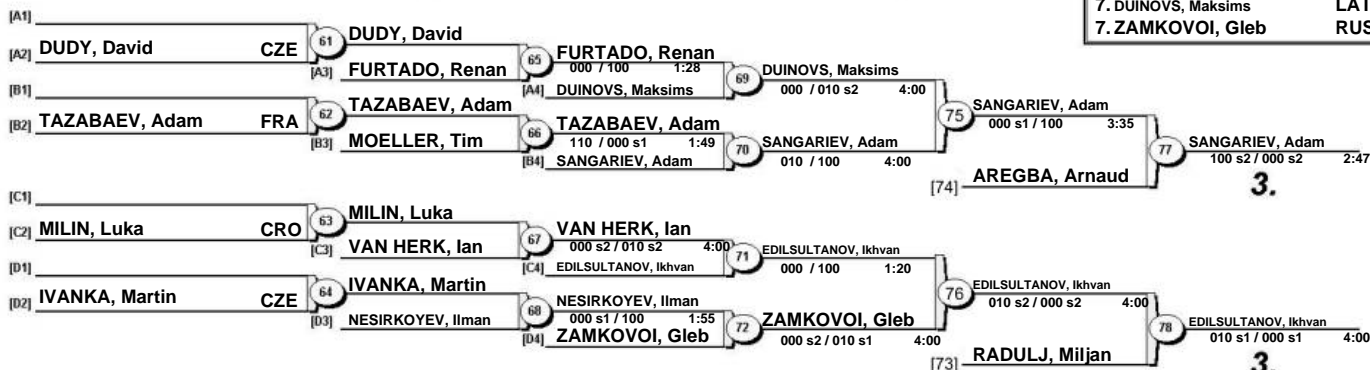 7. DUINOVS, Maksims LAT
7. ZAMKOVOI, Gleb RUS
[A1]
[A2] DUDY, David CZE
61
DUDY, David
[A3] FURTADO, Renan
65
FURTADO, Renan
000 / 100 1:28
[A4] DUINOVS, Maksims
69
DUINOVS, Maksims
000 / 010 s2 4:00
[B1]
[B2] TAZABAEV, Adam FRA
62
TAZABAEV, Adam
[B3] MOELLER, Tim
66
TAZABAEV, Adam
110 / 000 s1 1:49
[B4] SANGARIEV, Adam
70
SANGARIEV, Adam
010 / 100 4:00
75
SANGARIEV, Adam
000 s1 / 100 3:35
[74] AREGBA, Arnaud
77
SANGARIEV, Adam
100 s2 / 000 s2 2:47
3.
[C1]
[C2] MILIN, Luka CRO
63
MILIN, Luka
[C3] VAN HERK, Ian
67
VAN HERK, Ian
000 s2 / 010 s2 4:00
[C4] EDILSULTANOV, Ikhvan
71
EDILSULTANOV, Ikhvan
000 / 100 1:20
[D1]
[D2] IVANKA, Martin CZE
64
IVANKA, Martin
[D3] NESIRKOYEV, Ilman
68
NESIRKOYEV, Ilman
000 s1 / 100 1:55
[D4] ZAMKOVOI, Gleb
72
ZAMKOVOI, Gleb
000 s2 / 010 s1 4:00
76
EDILSULTANOV, Ikhvan
010 s2 / 000 s2 4:00
[73] RADULJ, Miljan
78
EDILSULTANOV, Ikhvan
010 s1 / 000 s1 4:00
3.